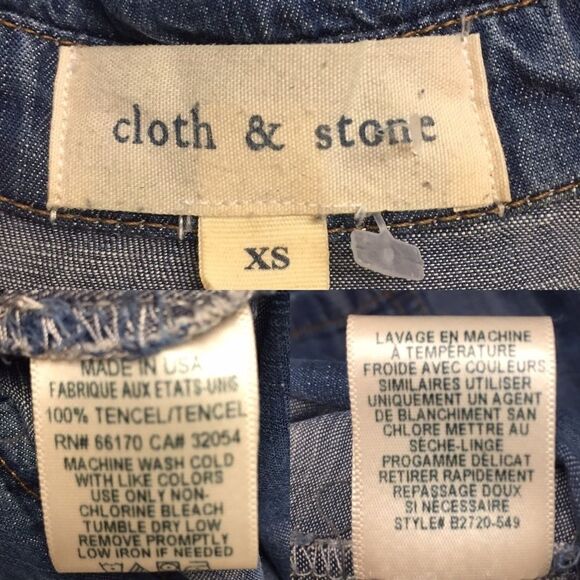 cloth & stone
XS
MADE IN USA
FABRIQUE AUX ETATS-UNIS
100% TENCEL/TENCEL
RN# 66170 CA# 32054
MACHINE WASH COLD
WITH LIKE COLORS
USE ONLY NON-
CHLORINE BLEACH
TUMBLE DRY LOW
REMOVE PROMPTLY
LOW IRON IF NEEDED
LAVAGE EN MACHINE
À TEMPÉRATURE
FROIDE AVEC COULEURS
SIMILAIRES UTILISER
UNIQUEMENT UN AGENT
DE BLANCHIMENT SAN
CHLORE METTRE AU
SÈCHE-LINGE
PROGAMME DÉLICAT
RETIRER RAPIDEMENT
REPASSAGE DOUX
SI NÉCESSAIRE
STYLE# B2720-549